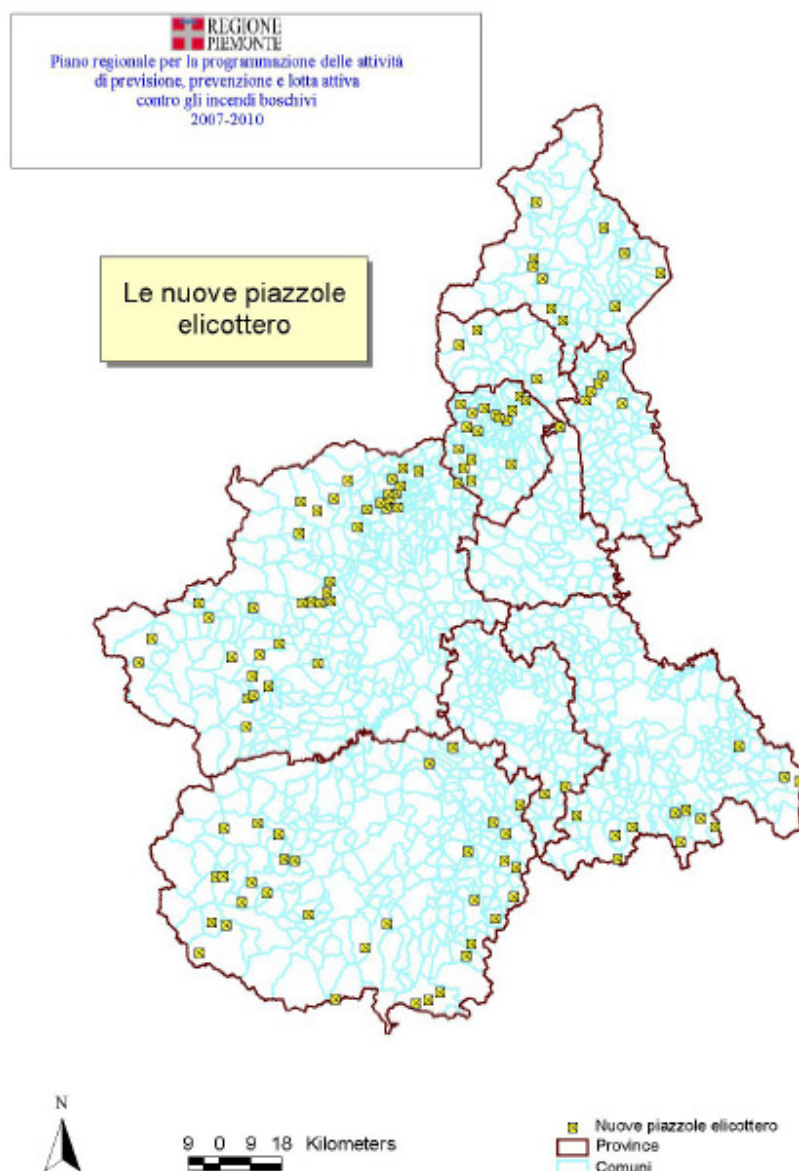 REGIONE
PIEMONTE
Piano regionale per la programmazione delle attività
di previsione, prevenzione e lotta attiva
contro gli incendi boschivi
2007-2010
Le nuove piazzole
elicottero
N
9 0 9 18 Kilometers
Nuove piazzole elicottero
Province
Comuni